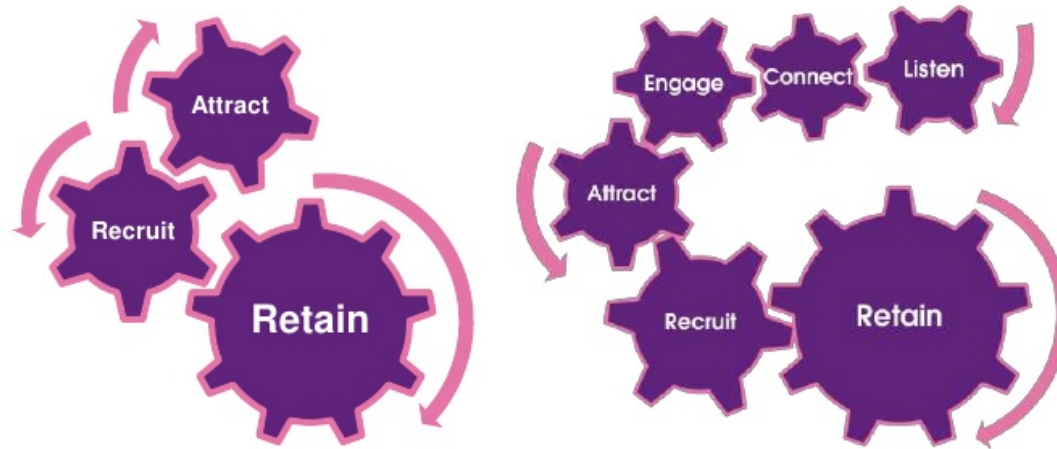 Attract
Recruit
Retain
Engage
Connect
Listen
Attract
Recruit
Retain